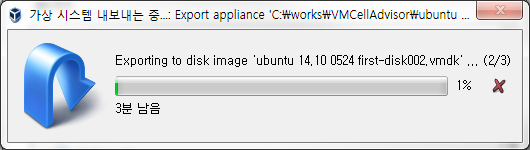 가상 시스템 내보내는 중...: Export appliance 'C:₩works₩VMCellAdvisor₩ubuntu ...
Exporting to disk image 'ubuntu 14.10 0524 first-disk002.vmdk' ... (2/3)
1%
3분 남음